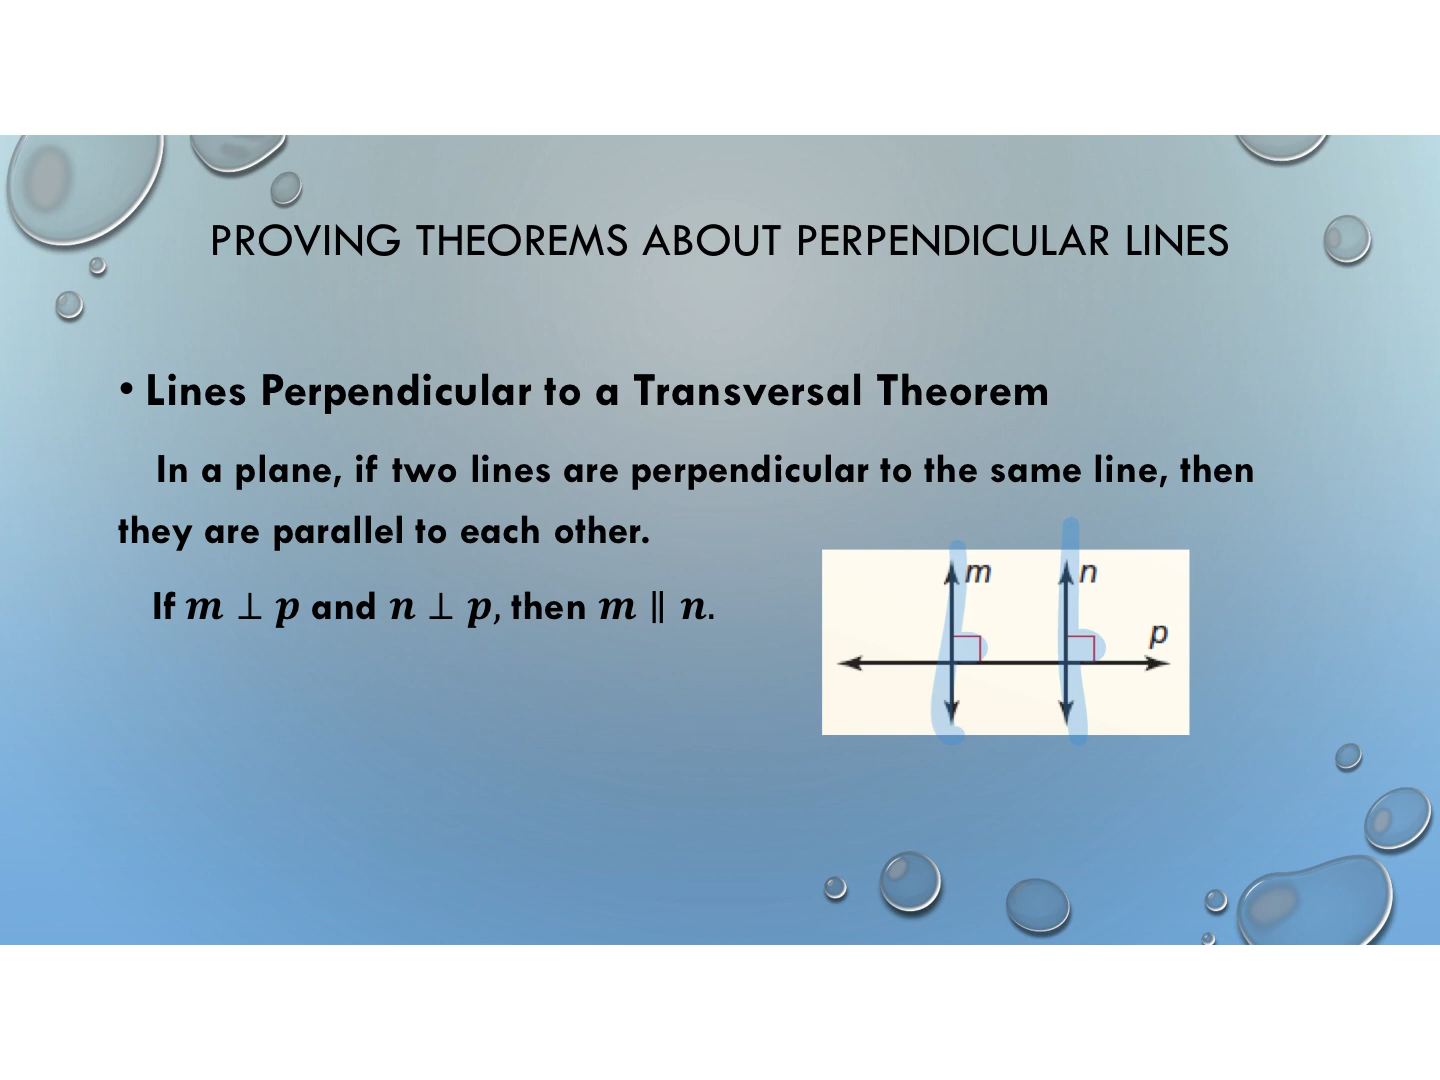 PROVING THEOREMS ABOUT PERPENDICULAR LINES
• Lines Perpendicular to a Transversal Theorem
In a plane, if two lines are perpendicular to the same line, then
they are parallel to each other.
If m ⊥ p and n ⊥ p, then m ∥ n.
m n
p